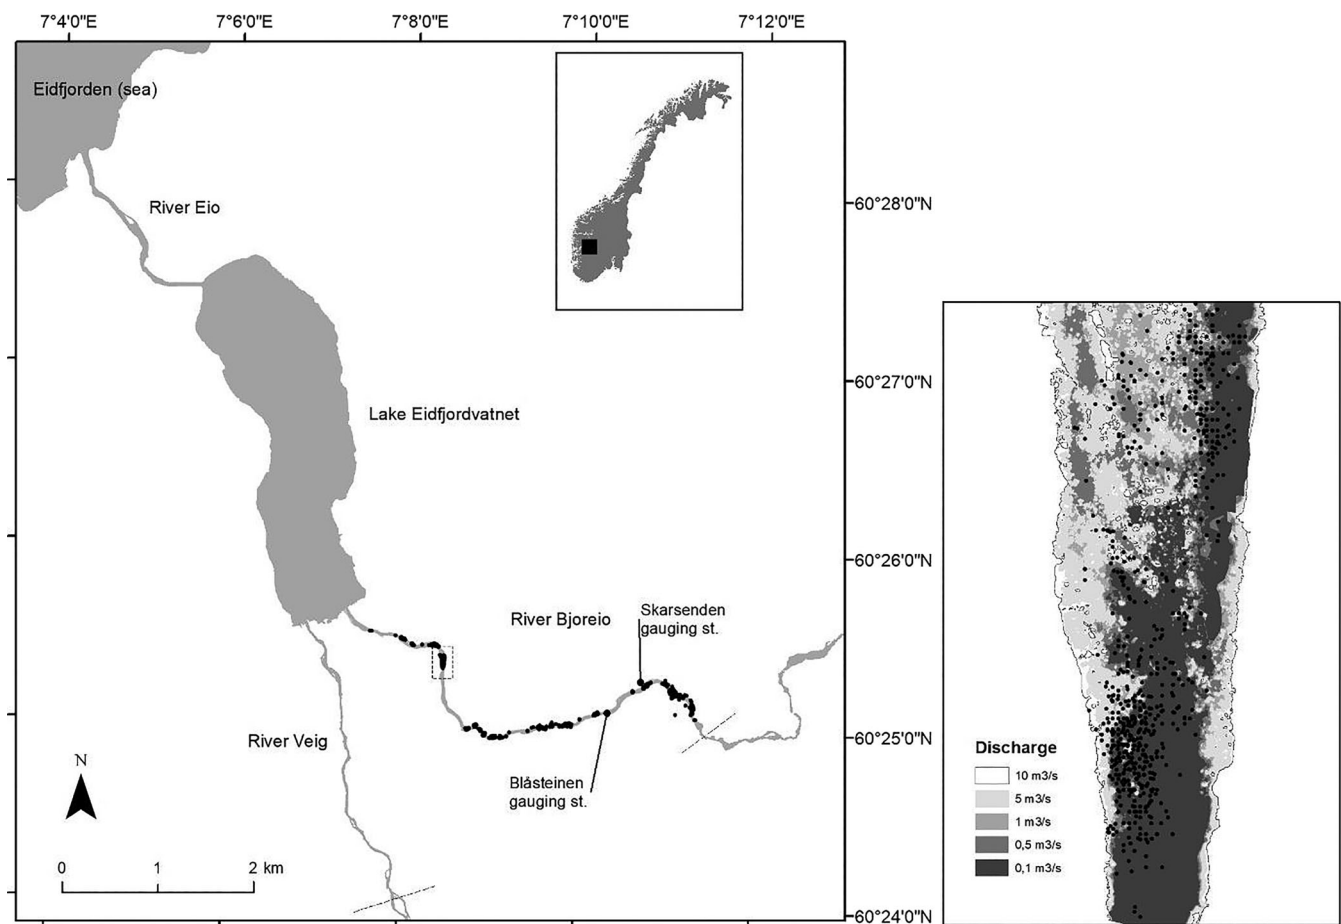 7°4'0"E
7°6'0"E
7°8'0"E
7°10'0"E
7°12'0"E
Eidfjorden (sea)
River Eio
60°28'0"N
60°27'0"N
Lake Eidfjordvatnet
60°26'0"N
River Bjoreio
Skarsenden
gauging st.
River Veig
60°25'0"N
Blåsteinen
gauging st.
N
0 1 2 km
60°24'0"N
Discharge
10 m3/s
5 m3/s
1 m3/s
0,5 m3/s
0,1 m3/s